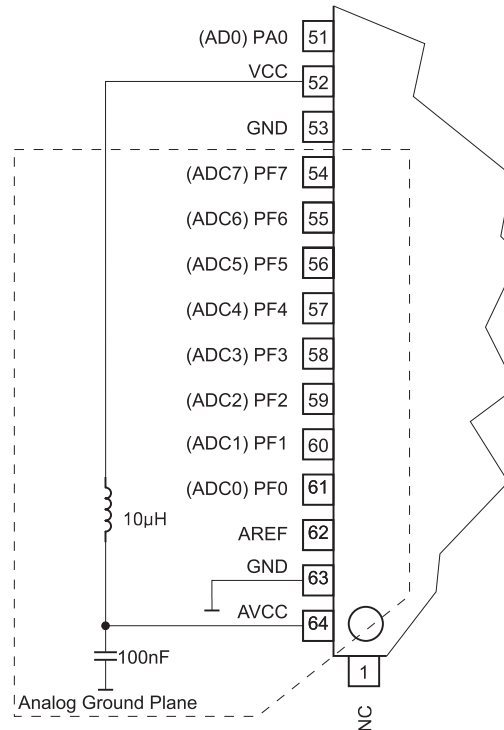 (AD0) PA0 51
VCC 52
GND 53
(ADC7) PF7 54
(ADC6) PF6 55
(ADC5) PF5 56
(ADC4) PF4 57
(ADC3) PF3 58
(ADC2) PF2 59
(ADC1) PF1 60
(ADC0) PF0 61
10µH
AREF 62
GND 63
AVCC 64
100nF
1
Analog Ground Plane
NC